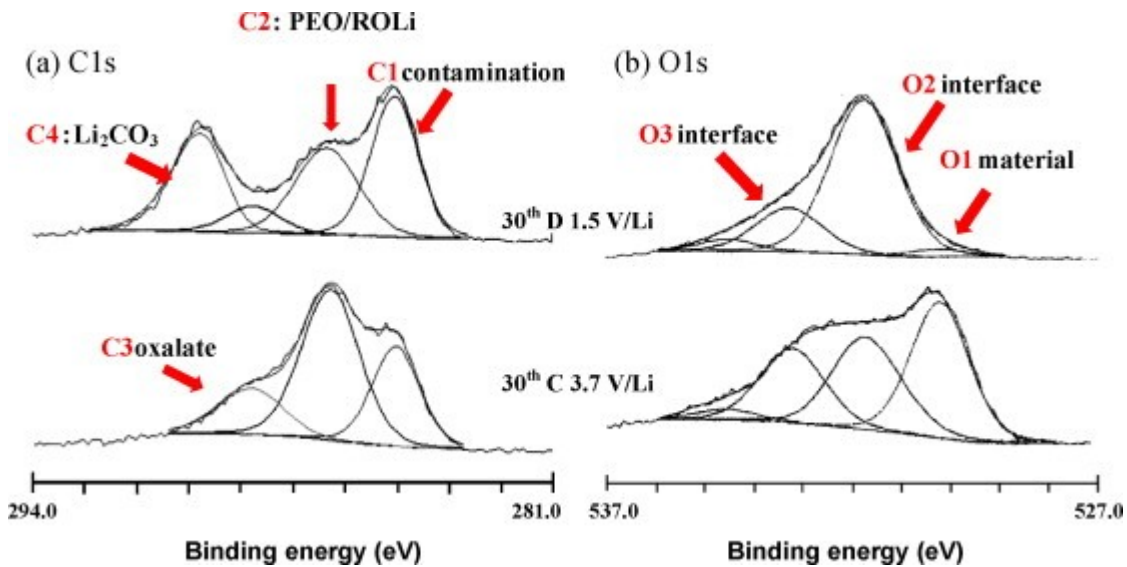 C2: PEO/ROLi
(a) C1s
C1 contamination
C4:Li₂CO₃
30ᵗʰ D 1.5 V/Li
C3 oxalate
30ᵗʰ C 3.7 V/Li
294.0
281.0
Binding energy (eV)
(b) O1s
O2 interface
O3 interface
O1 material
537.0
527.0
Binding energy (eV)